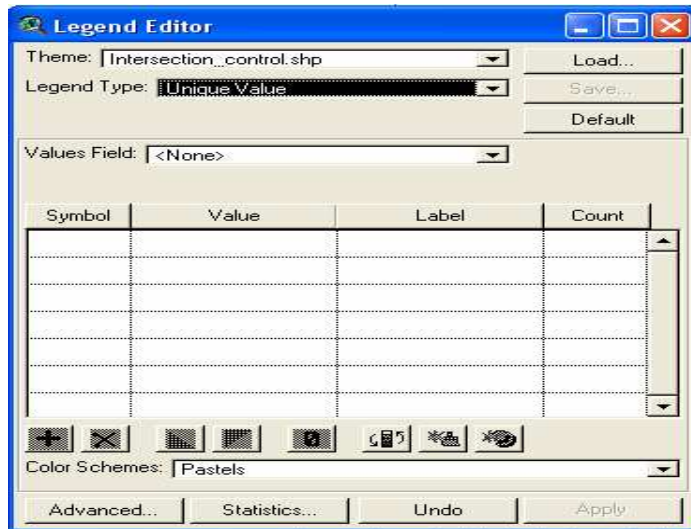 Legend Editor
Theme: Intersection_control.shp
Load...
Legend Type: Unique Value
Save...
Default
Values Field: <None>
Symbol Value Label Count
0
Color Schemes: Pastels
Advanced... Statistics... Undo Apply